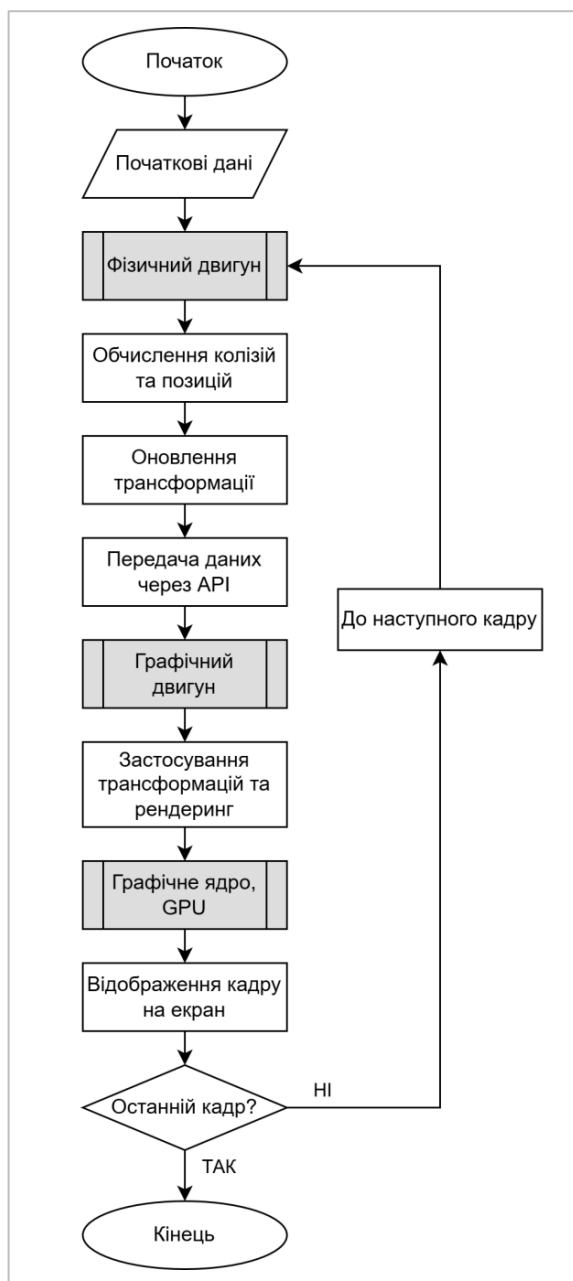 Початок
Початкові дані
Фізичний двигун
Обчислення колізій
та позицій
Оновлення
трансформації
Передача даних
через API
До наступного кадру
Графічний
двигун
Застосування
трансформацій та
рендеринг
Графічне ядро,
GPU
Відображення кадру
на екран
Останній кадр?
НІ
ТАК
Кінець